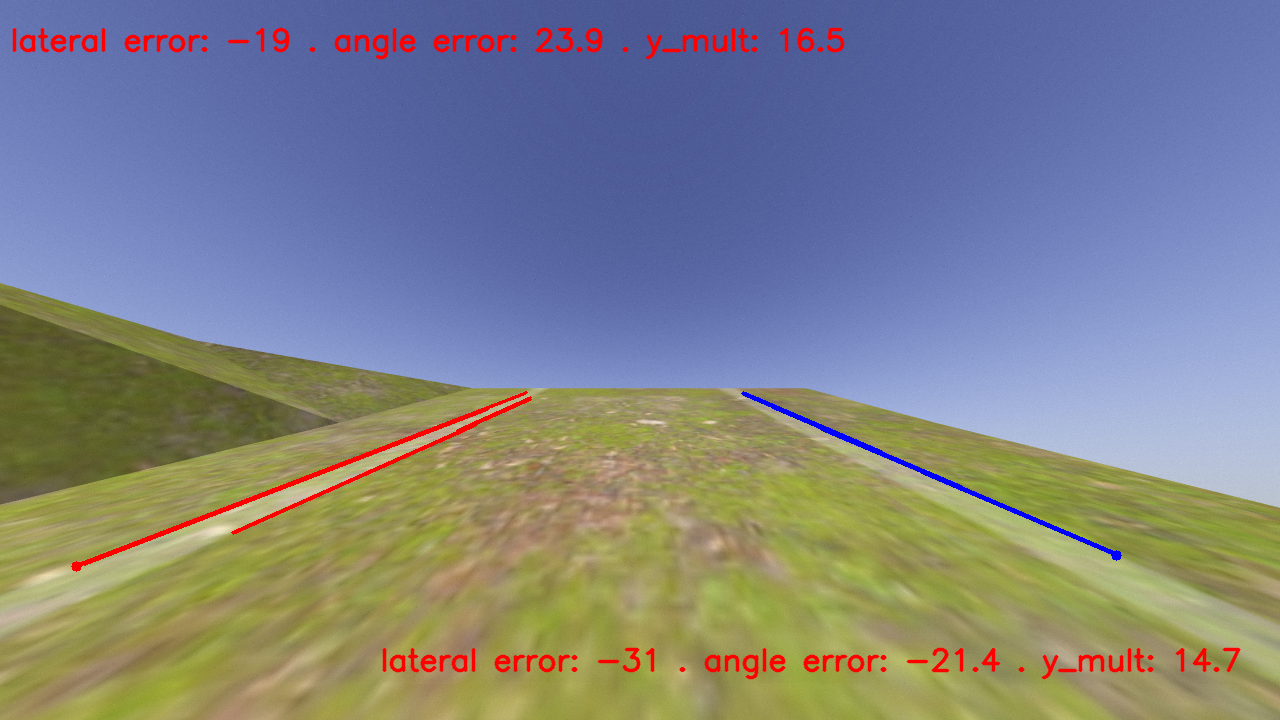 lateral error: -19 . angle error: 23.9 . y_mult: 16.5
lateral error: -31 . angle error: -21.4 . y_mult: 14.7